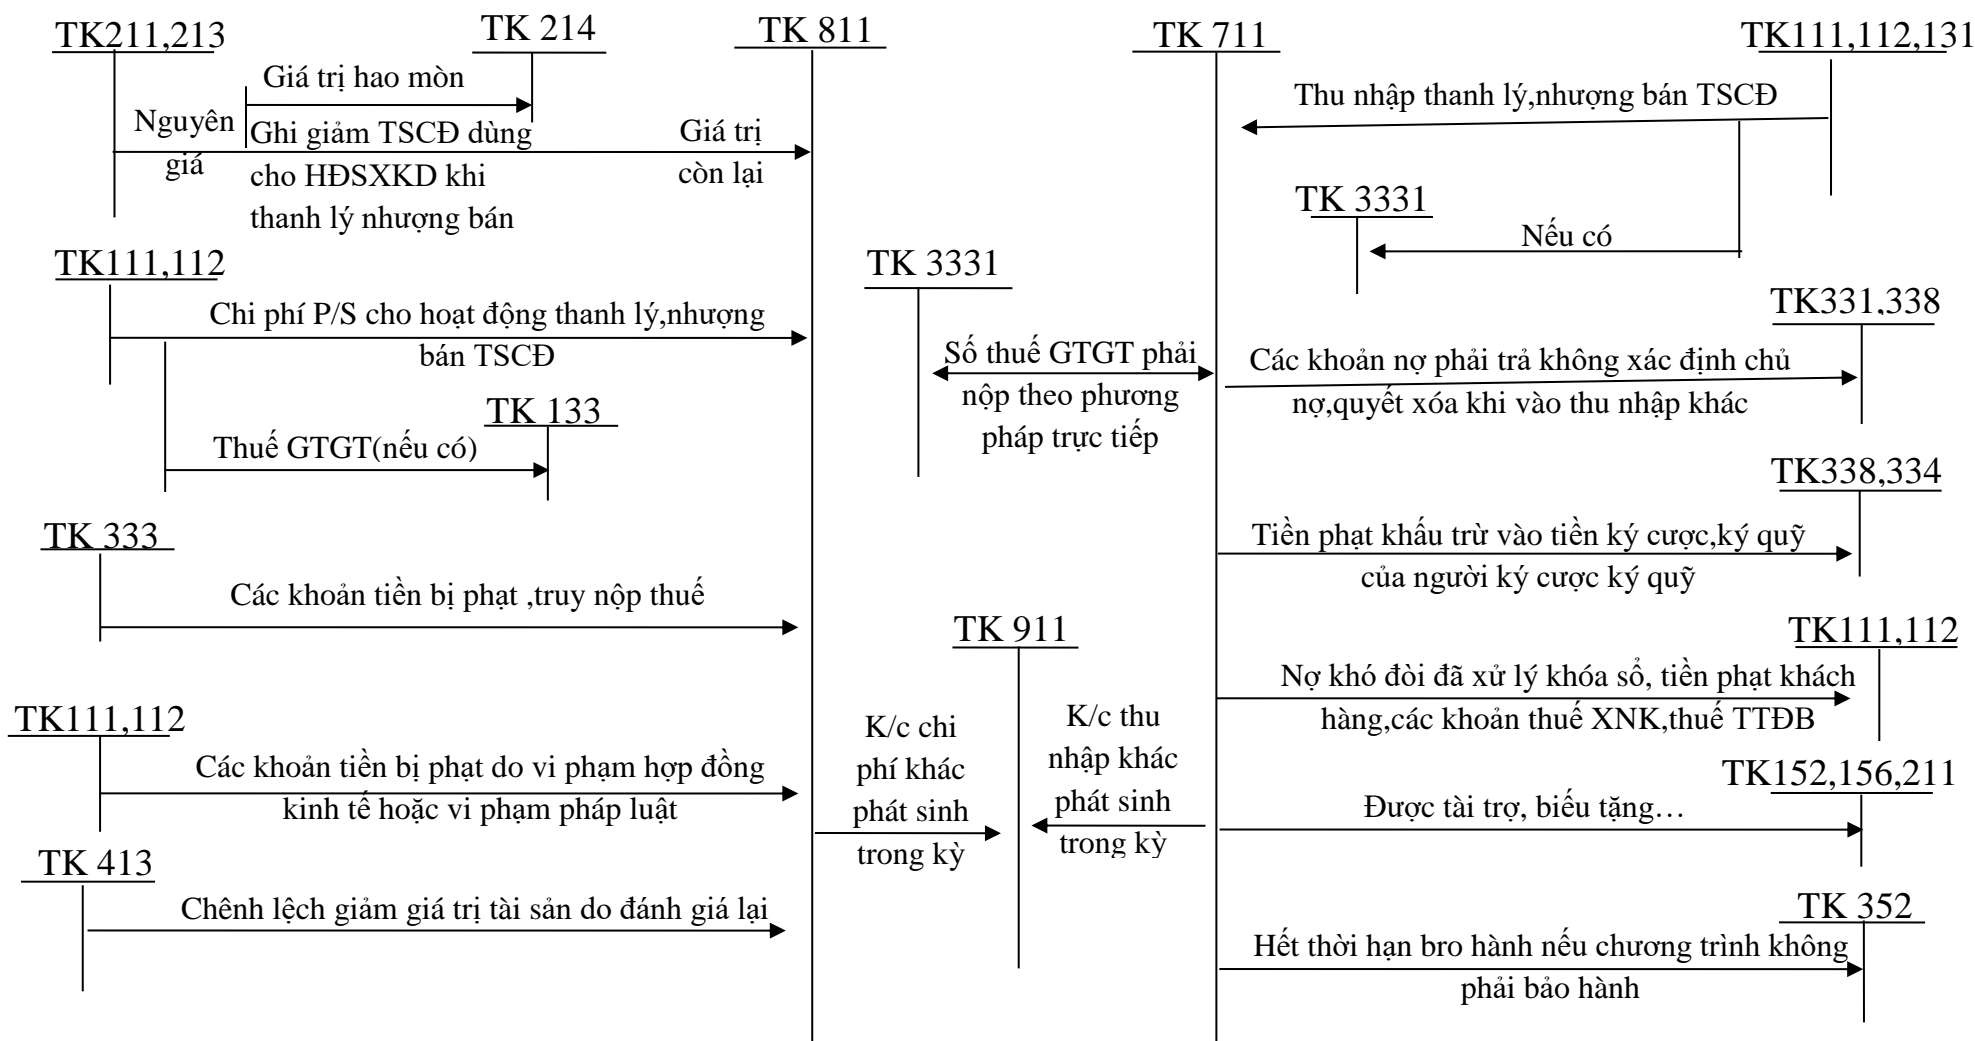 TK211,213
TK 214
TK 811
TK 711
TK111,112,131
Giá trị hao mòn
Nguyên
giá
Ghi giảm TSCĐ dùng
cho HĐSXKD khi
thanh lý nhượng bán
Giá trị
còn lại
Thu nhập thanh lý,nhượng bán TSCĐ
TK 3331
Nếu có
TK111,112
Chi phí P/S cho hoạt động thanh lý,nhượng
bán TSCĐ
TK 133
Thuế GTGT(nếu có)
TK 3331
Số thuế GTGT phải
nộp theo phương
pháp trực tiếp
TK331,338
Các khoản nợ phải trả không xác định chủ
nợ,quyết xóa khi vào thu nhập khác
TK338,334
Tiền phạt khấu trừ vào tiền ký cược,ký quỹ
của người ký cược ký quỹ
TK 333
Các khoản tiền bị phạt ,truy nộp thuế
TK 911
TK111,112
Nợ khó đòi đã xử lý khóa sổ, tiền phạt khách
hàng,các khoản thuế XNK,thuế TTĐB
TK111,112
Các khoản tiền bị phạt do vi phạm hợp đồng
kinh tế hoặc vi phạm pháp luật
K/c chi
phí khác
phát sinh
trong kỳ
K/c thu
nhập khác
phát sinh
trong kỳ
TK152,156,211
Được tài trợ, biếu tặng…
TK 413
Chênh lệch giảm giá trị tài sản do đánh giá lại
TK 352
Hết thời hạn bro hành nếu chương trình không
phải bảo hành